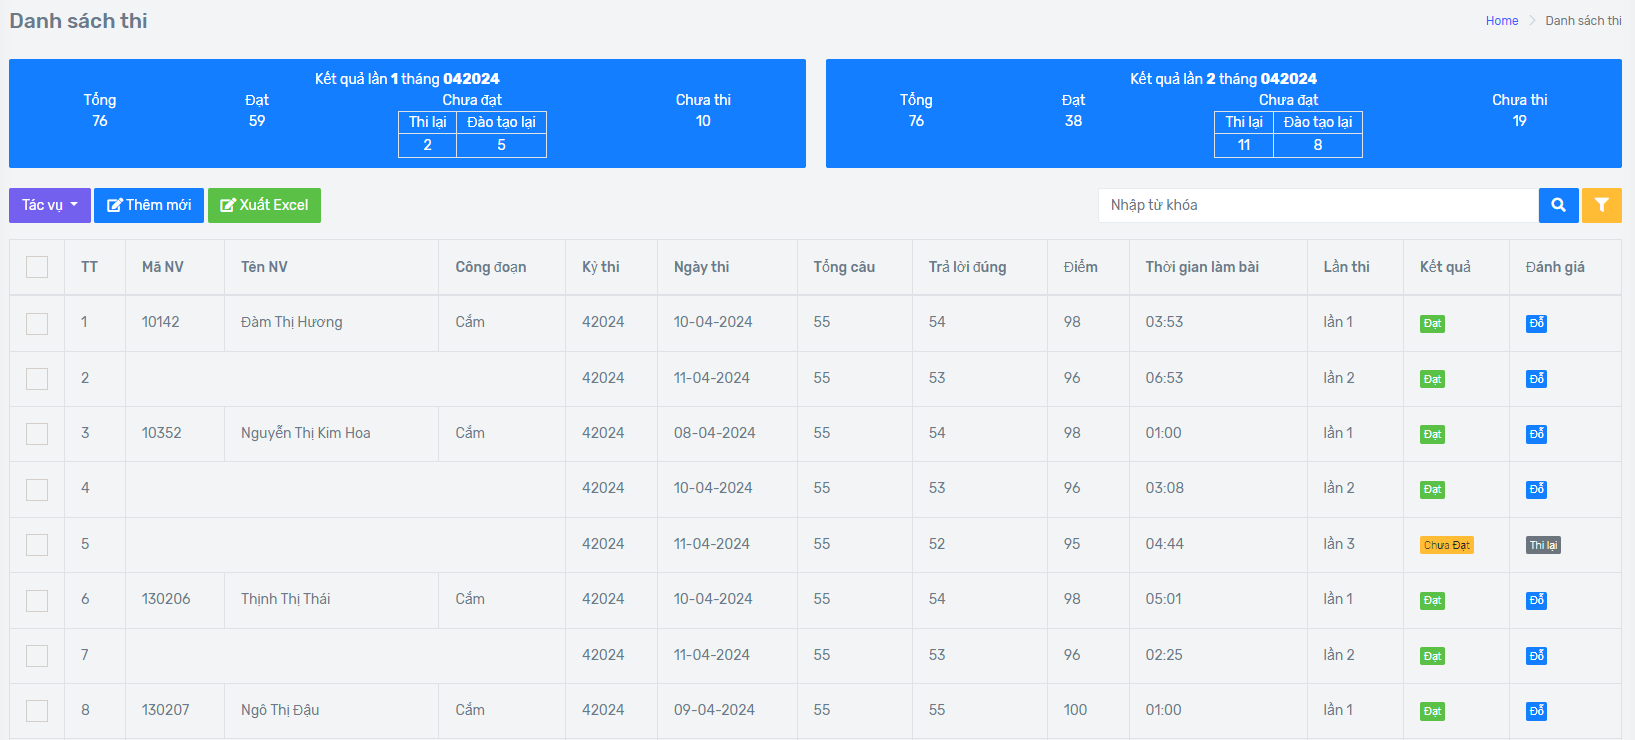 Danh sách thi
Home Danh sách thi
Kết quả lần 1 tháng 042024
Tổng Đạt Chưa đạt Chưa thi
76 59 Thi lại Đào tạo lại 10
2 5
Kết quả lần 2 tháng 042024
Tổng Đạt Chưa đạt Chưa thi
76 38 Thi lại Đào tạo lại 19
11 8
Tác vụ Thêm mới Xuất Excel Nhập từ khóa
TT Mã NV Tên NV Công đoạn Kỳ thi Ngày thi Tổng câu Trả lời đúng Điểm Thời gian làm bài Lần thi Kết quả Đánh giá
1 10142 Đàm Thị Hương Cắm 42024 10-04-2024 55 54 98 03:53 lần 1 Đạt Đỗ
2 42024 11-04-2024 55 53 96 06:53 lần 2 Đạt Đỗ
3 10352 Nguyễn Thị Kim Hoa Cắm 42024 08-04-2024 55 54 98 01:00 lần 1 Đạt Đỗ
4 42024 10-04-2024 55 53 96 03:08 lần 2 Đạt Đỗ
5 42024 11-04-2024 55 52 95 04:44 lần 3 Chưa Đạt Thi lại
6 130206 Thịnh Thị Thái Cắm 42024 10-04-2024 55 54 98 05:01 lần 1 Đạt Đỗ
7 42024 11-04-2024 55 53 96 02:25 lần 2 Đạt Đỗ
8 130207 Ngô Thị Đậu Cắm 42024 09-04-2024 55 55 100 01:00 lần 1 Đạt Đỗ